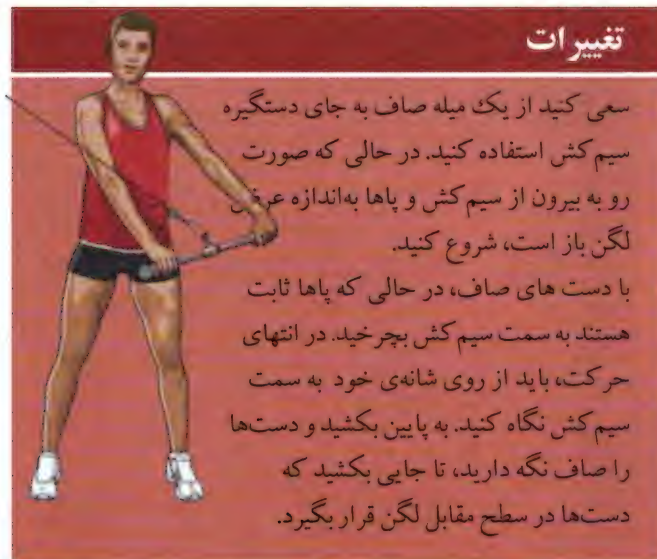 تغییرات
سعی کنید از یک میله صاف به جای دستگیره
سیم کش استفاده کنید. در حالی که صورت
رو به بیرون از سیم کش و پاها به‌اندازه عرض
لگن باز است، شروع کنید.
با دست های صاف، در حالی که پاها ثابت
هستند به سمت سیم کش بچرخید. در انتهای
حرکت، باید از روی شانه‌ی خود به سمت
سیم کش نگاه کنید. به پایین بکشید و دست‌ها
را صاف نگه دارید، تا جایی بکشید که
دست‌ها در سطح مقابل لگن قرار بگیرد.